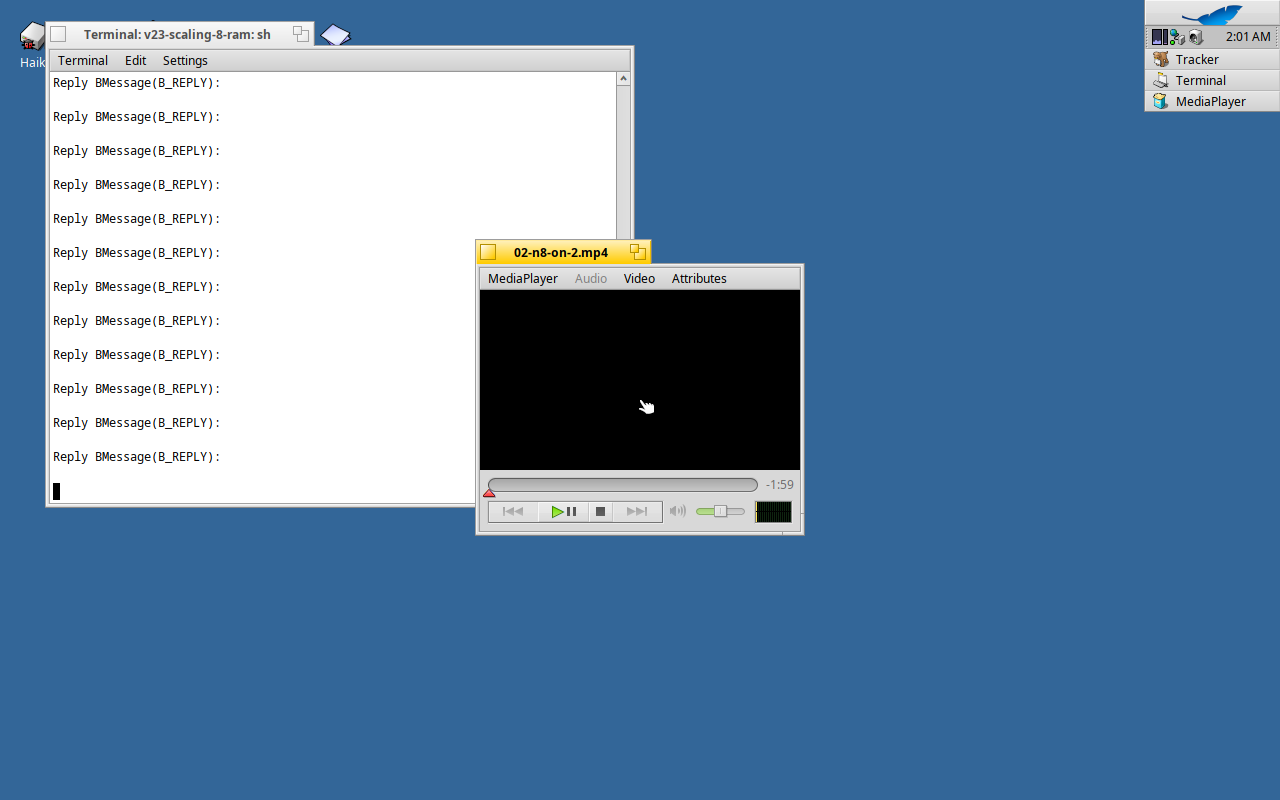 Terminal: v23-scaling-8-ram: sh
Haik
Terminal Edit Settings
Reply BMessage(B_REPLY):
Reply BMessage(B_REPLY):
Reply BMessage(B_REPLY):
Reply BMessage(B_REPLY):
Reply BMessage(B_REPLY):
Reply BMessage(B_REPLY):
Reply BMessage(B_REPLY):
Reply BMessage(B_REPLY):
Reply BMessage(B_REPLY):
Reply BMessage(B_REPLY):
Reply BMessage(B_REPLY):
Reply BMessage(B_REPLY):
02-n8-on-2.mp4
MediaPlayer Audio Video Attributes
-1:59
2:01 AM
Tracker
Terminal
MediaPlayer